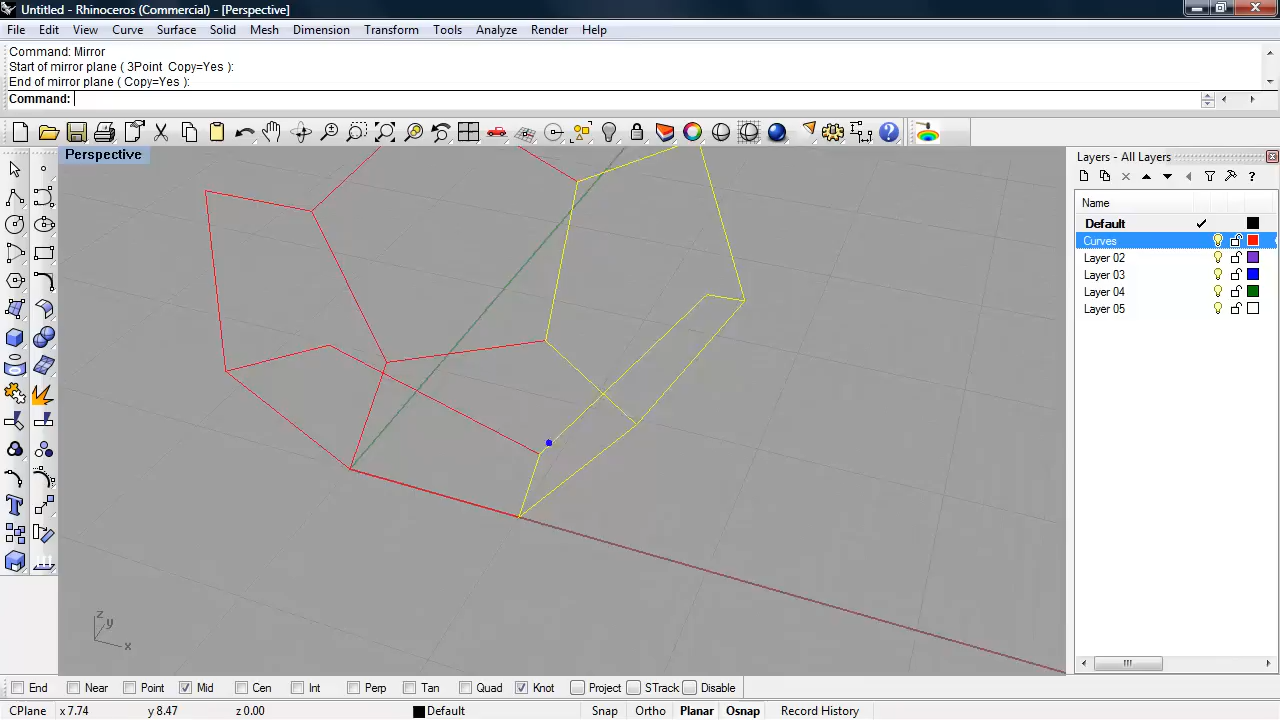 Untitled - Rhinoceros (Commercial) - [Perspective]
File Edit View Curve Surface Solid Mesh Dimension Transform Tools Analyze Render Help
Command: Mirror
Start of mirror plane ( 3Point Copy=Yes ):
End of mirror plane ( Copy=Yes ):
Command:
Perspective
Layers - All Layers
Name
Default
Curves
Layer 02
Layer 03
Layer 04
Layer 05
z
y
x
End Near Point Mid Cen Int Perp Tan Quad Knot Project STrack Disable
CPlane x 7.74 y 8.47 z 0.00 Default Snap Ortho Planar Osnap Record History